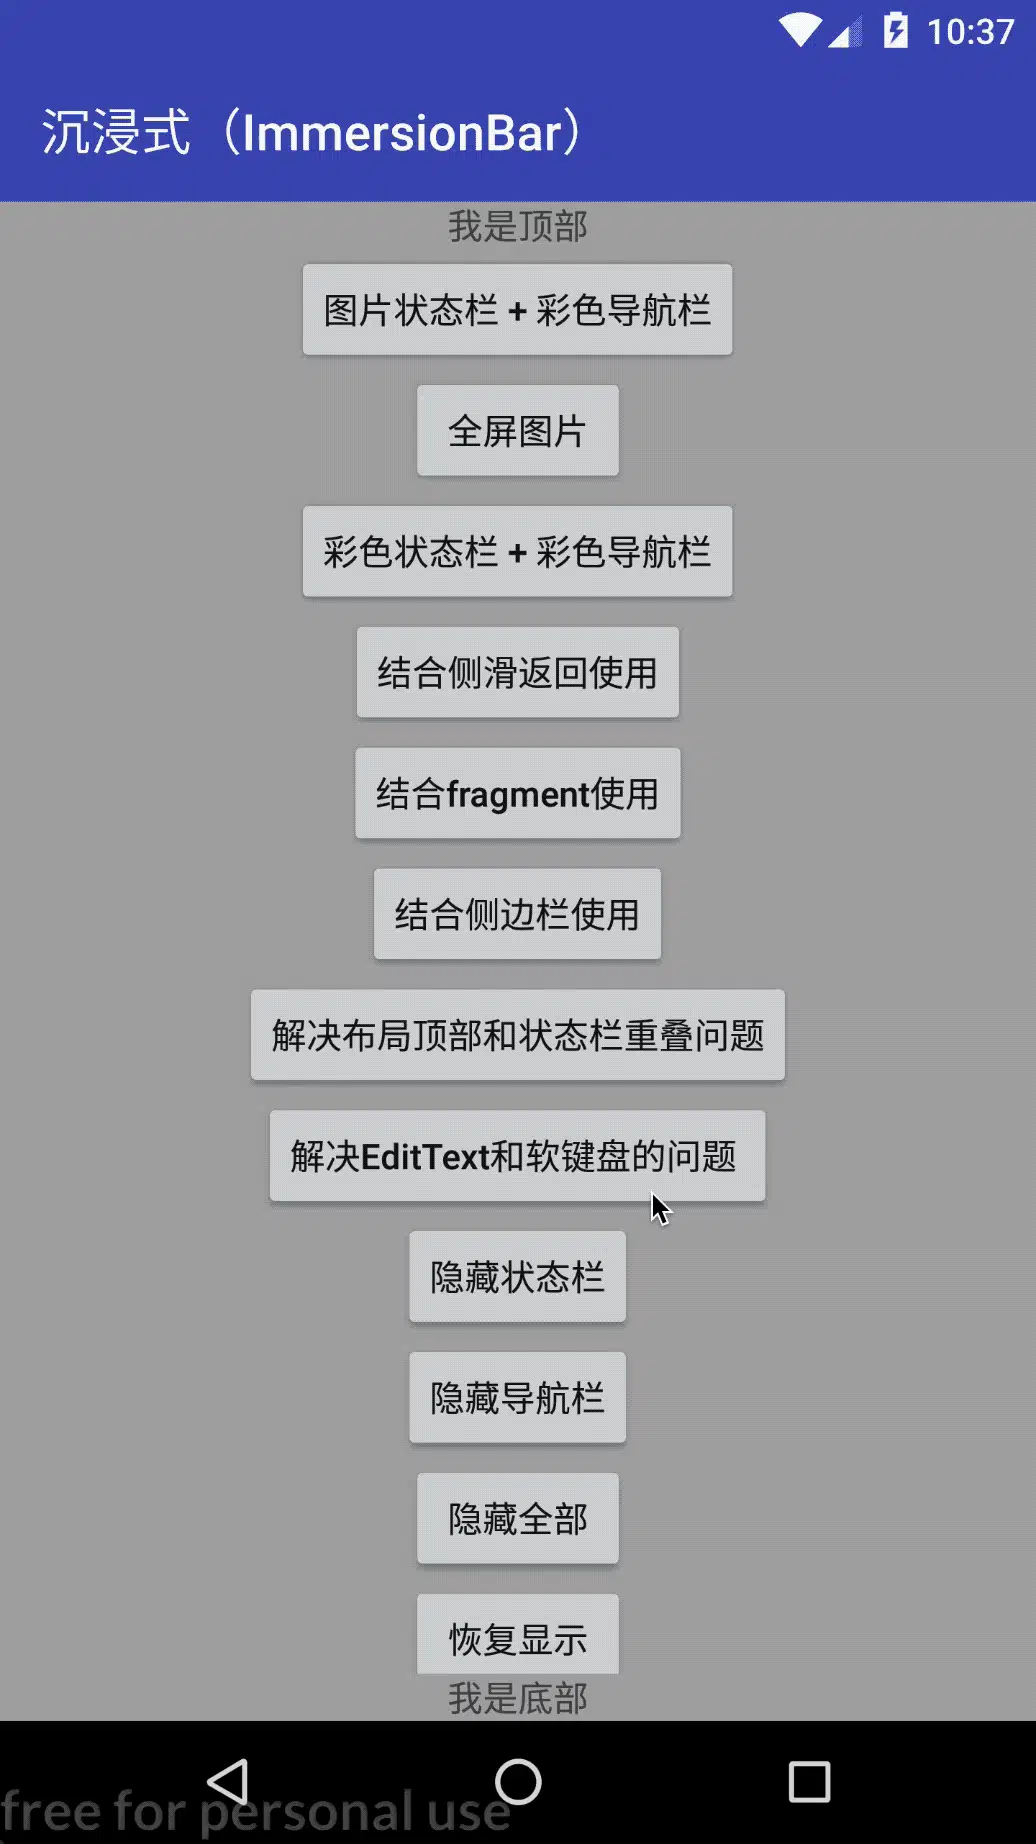 10:37
沉浸式（ImmersionBar）
我是顶部
图片状态栏 + 彩色导航栏
全屏图片
彩色状态栏 + 彩色导航栏
结合侧滑返回使用
结合fragment使用
结合侧边栏使用
解决布局顶部和状态栏重叠问题
解决EditText和软键盘的问题
隐藏状态栏
隐藏导航栏
隐藏全部
恢复显示
我是底部
free for personal use